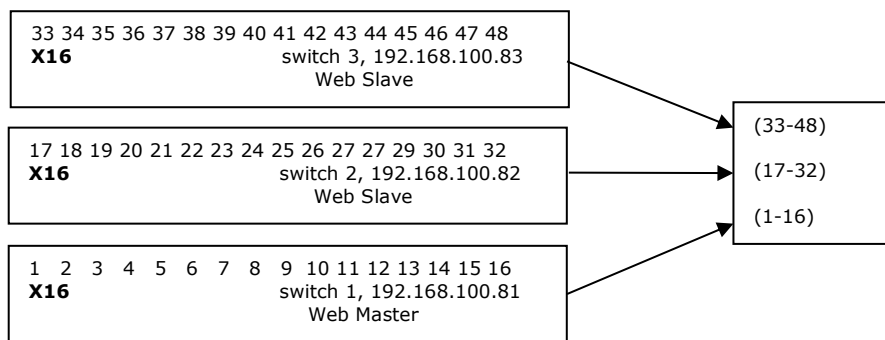 33 34 35 36 37 38 39 40 41 42 43 44 45 46 47 48
X16 switch 3, 192.168.100.83
Web Slave
17 18 19 20 21 22 23 24 25 26 27 27 29 30 31 32
X16 switch 2, 192.168.100.82
Web Slave
1 2 3 4 5 6 7 8 9 10 11 12 13 14 15 16
X16 switch 1, 192.168.100.81
Web Master
(33-48)
(17-32)
(1-16)